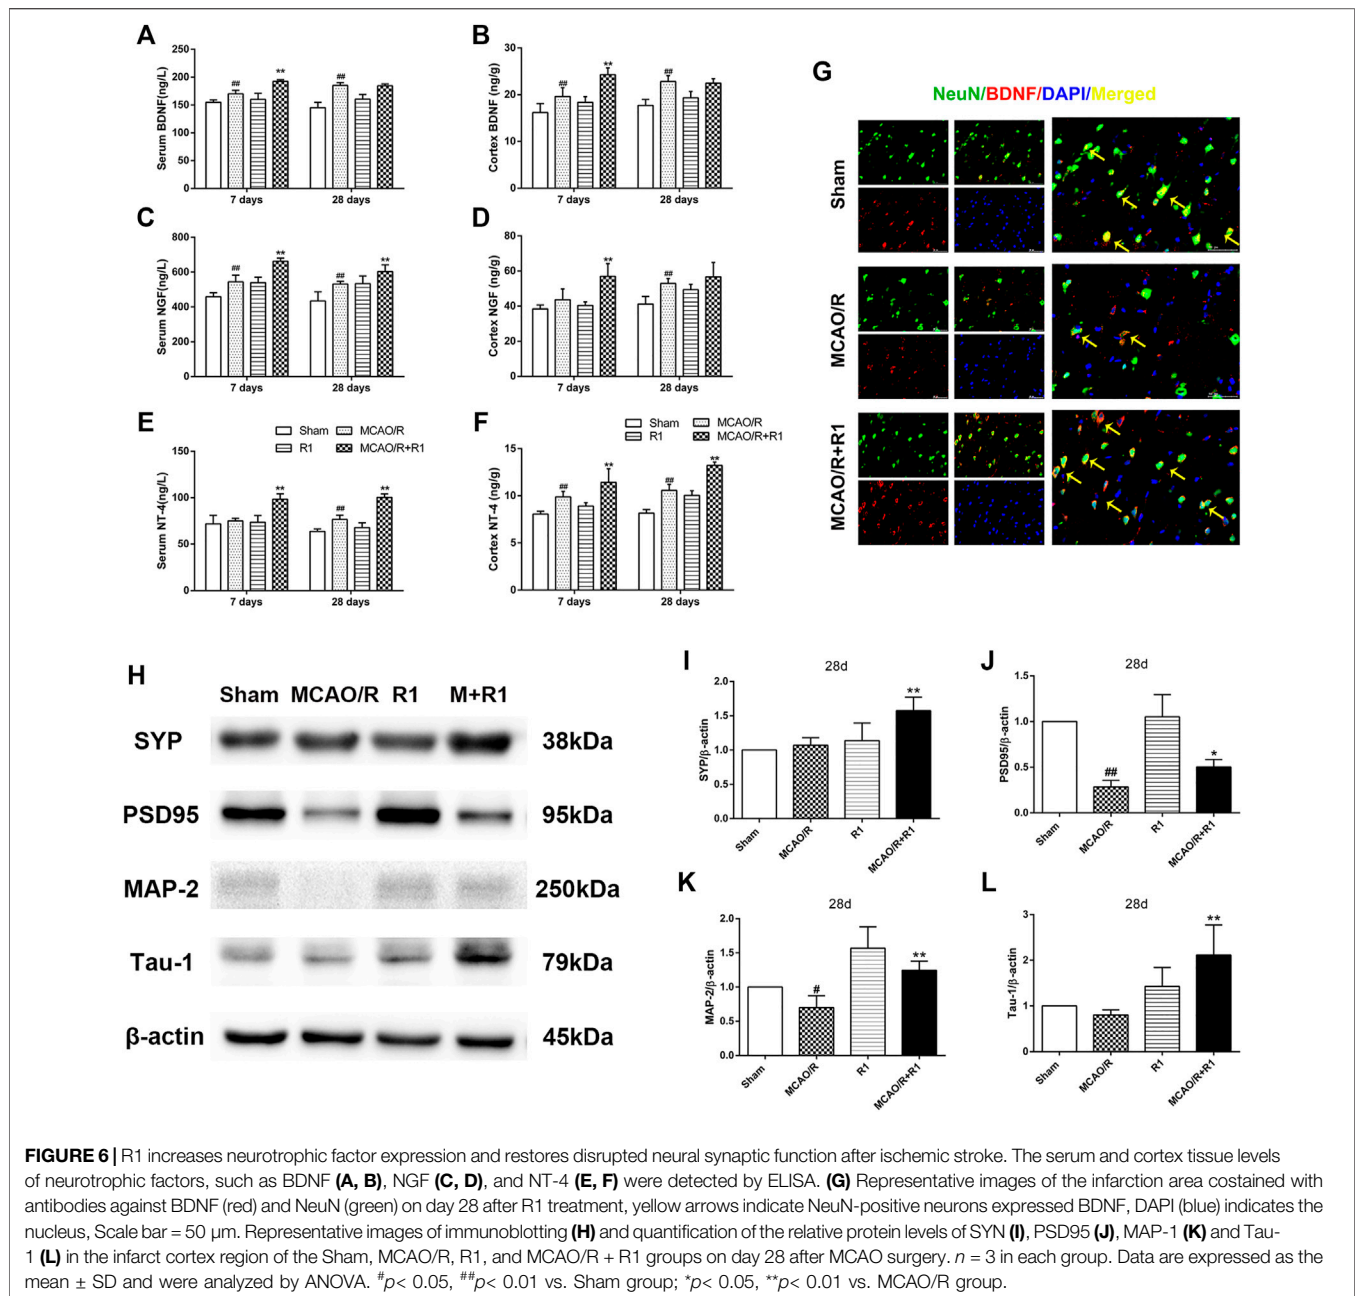 A
Serum BDNF(ng/L)
250
200
150
100
50
0
##
**
##
7 days
28 days
B
Cortex BDNF (ng/g)
30
20
10
0
##
**
##
7 days
28 days
C
Serum NGF(ng/L)
800
600
400
200
0
##
**
##
**
7 days
28 days
D
Cortex NGF (ng/g)
80
60
40
20
0
**
##
7 days
28 days
E
Sham
MCAO/R
R1
MCAO/R+R1
Serum NT-4(ng/L)
150
100
50
0
**
##
**
7 days
28 days
F
Sham
MCAO/R
R1
MCAO/R+R1
Cortex NT-4 (ng/g)
15
10
5
0
##
**
##
**
7 days
28 days
G
NeuN/BDNF/DAPI/Merged
Sham
MCAO/R
MCAO/R+R1
H
Sham MCAO/R R1 M+R1
SYP 38kDa
PSD95 95kDa
MAP-2 250kDa
Tau-1 79kDa
β-actin 45kDa
I
28d
SYP/β-actin
2.0
1.5
1.0
0.5
0.0
**
Sham
MCAO/R
R1
MCAO/R+R1
J
28d
PSD95/β-actin
1.5
1.0
0.5
0.0
##
*
Sham
MCAO/R
R1
MCAO/R+R1
K
28d
MAP-2/β-actin
2.0
1.5
1.0
0.5
0.0
#
**
Sham
MCAO/R
R1
MCAO/R+R1
L
28d
Tau-1/β-actin
3
2
1
0
**
Sham
MCAO/R
R1
MCAO/R+R1
FIGURE 6 | R1 increases neurotrophic factor expression and restores disrupted neural synaptic function after ischemic stroke. The serum and cortex tissue levels
of neurotrophic factors, such as BDNF (A, B), NGF (C, D), and NT-4 (E, F) were detected by ELISA. (G) Representative images of the infarction area costained with
antibodies against BDNF (red) and NeuN (green) on day 28 after R1 treatment, yellow arrows indicate NeuN-positive neurons expressed BDNF, DAPI (blue) indicates the
nucleus, Scale bar = 50 μm. Representative images of immunoblotting (H) and quantification of the relative protein levels of SYN (I), PSD95 (J), MAP-1 (K) and Tau-
1 (L) in the infarct cortex region of the Sham, MCAO/R, R1, and MCAO/R + R1 groups on day 28 after MCAO surgery. n = 3 in each group. Data are expressed as the
mean ± SD and were analyzed by ANOVA. #p< 0.05, ##p< 0.01 vs. Sham group; *p< 0.05, **p< 0.01 vs. MCAO/R group.